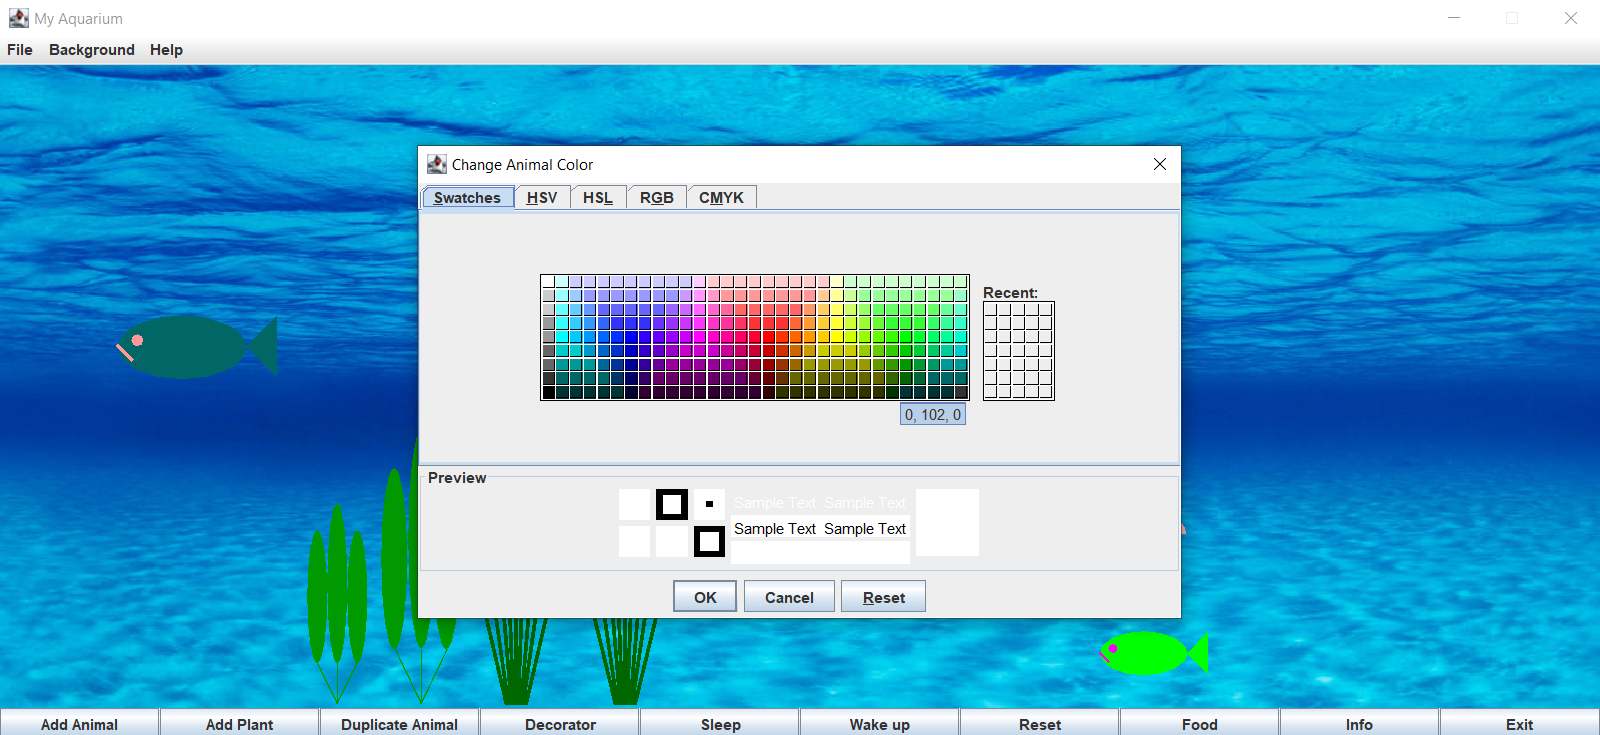 My Aquarium
File Background Help
Change Animal Color
Swatches HSV HSL RGB CMYK
Recent:
0, 102, 0
Preview
Sample Text Sample Text
Sample Text Sample Text
OK Cancel Reset
Add Animal Add Plant Duplicate Animal Decorator Sleep Wake up Reset Food Info Exit